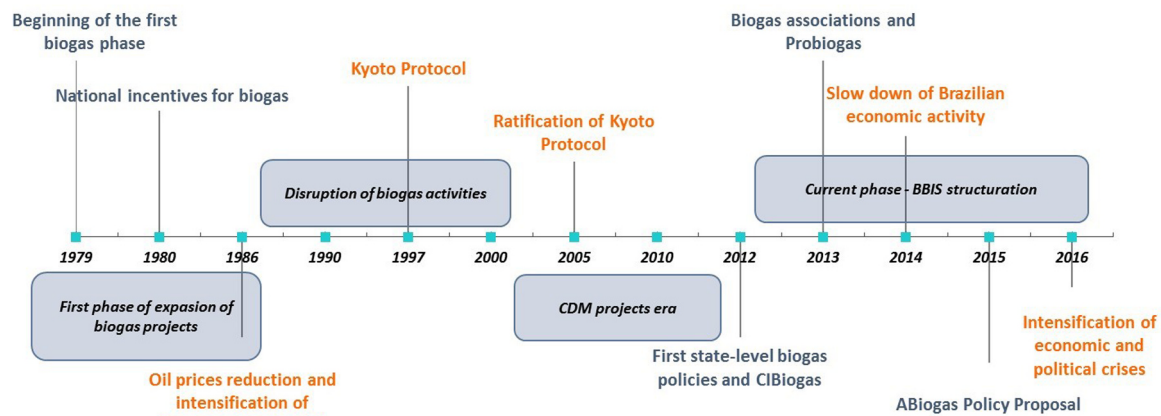 Beginning of the first
biogas phase
National incentives for biogas
Kyoto Protocol
Ratification of Kyoto
Protocol
Biogas associations and
Probiogas
Slow down of Brazilian
economic activity
Disruption of biogas activities
Current phase - BBIS structuration
1979 1980 1986 1990 1997 2000 2005 2010 2012 2013 2014 2015 2016
First phase of expasion of
biogas projects
CDM projects era
Oil prices reduction and
intensification of
First state-level biogas
policies and CIBiogas
ABiogas Policy Proposal
Intensification of
economic and
political crises